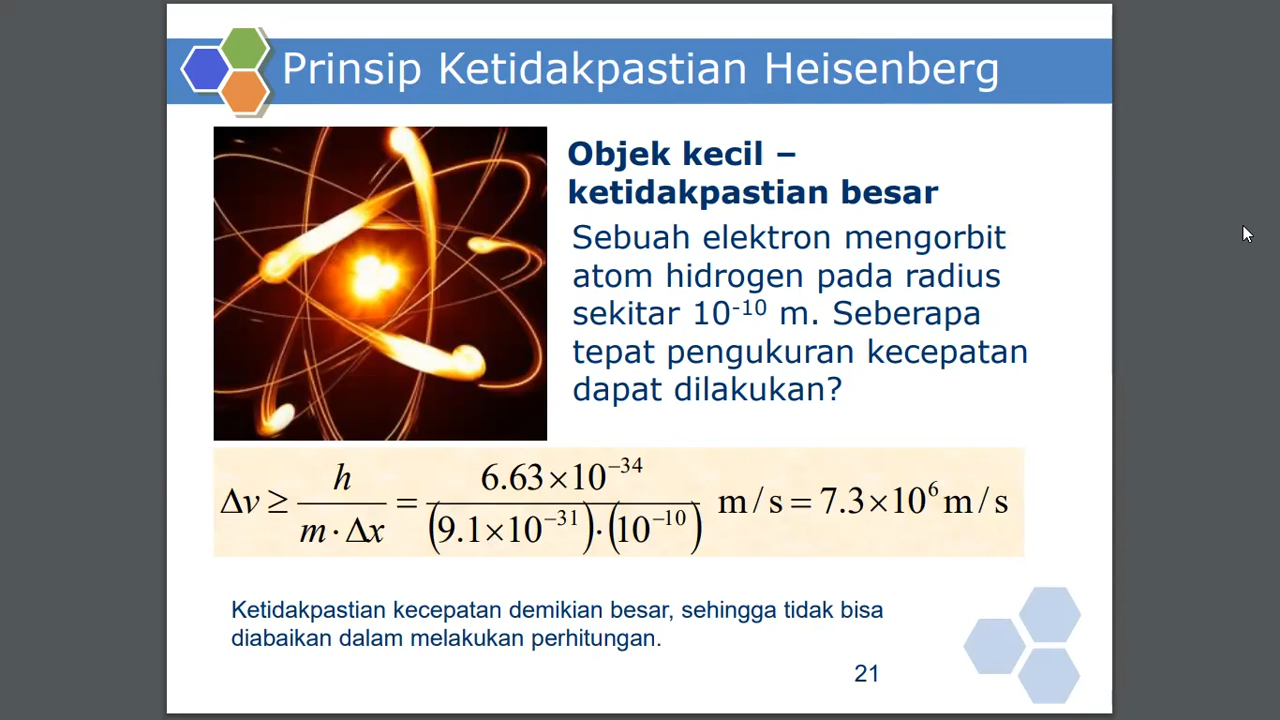 Prinsip Ketidakpastian Heisenberg
Objek kecil –
ketidakpastian besar
Sebuah elektron mengorbit
atom hidrogen pada radius
sekitar 10⁻¹⁰ m. Seberapa
tepat pengukuran kecepatan
dapat dilakukan?
Δv ≥ h / (m · Δx) = 6.63×10⁻³⁴ / ((9.1×10⁻³¹)·(10⁻¹⁰)) m/s = 7.3×10⁶ m/s
Ketidakpastian kecepatan demikian besar, sehingga tidak bisa
diabaikan dalam melakukan perhitungan.
21